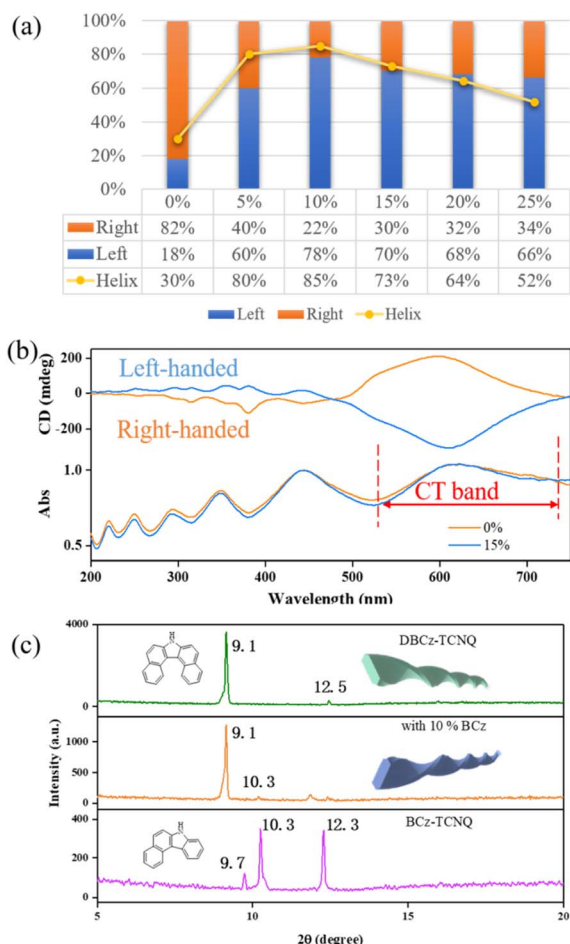 (a)
100%
80%
60%
40%
20%
0%
0% 5% 10% 15% 20% 25%
Right 82% 40% 22% 30% 32% 34%
Left 18% 60% 78% 70% 68% 66%
Helix 30% 80% 85% 73% 64% 52%
Left Right Helix
(b)
CD (mdeg)
200
0
-200
Left-handed
Right-handed
Abs
1.0
0.5
CT band
0%
15%
200 300 400 500 600 700
Wavelength (nm)
(c)
Intensity (a.u.)
4000
0
H
N
9.1
12.5
DBCz-TCNQ
1000
500
0
9.1
10.3
with 10 % BCz
400
200
0
H
N
9.7
10.3
12.3
BCz-TCNQ
5 10 15 20
2θ (degree)